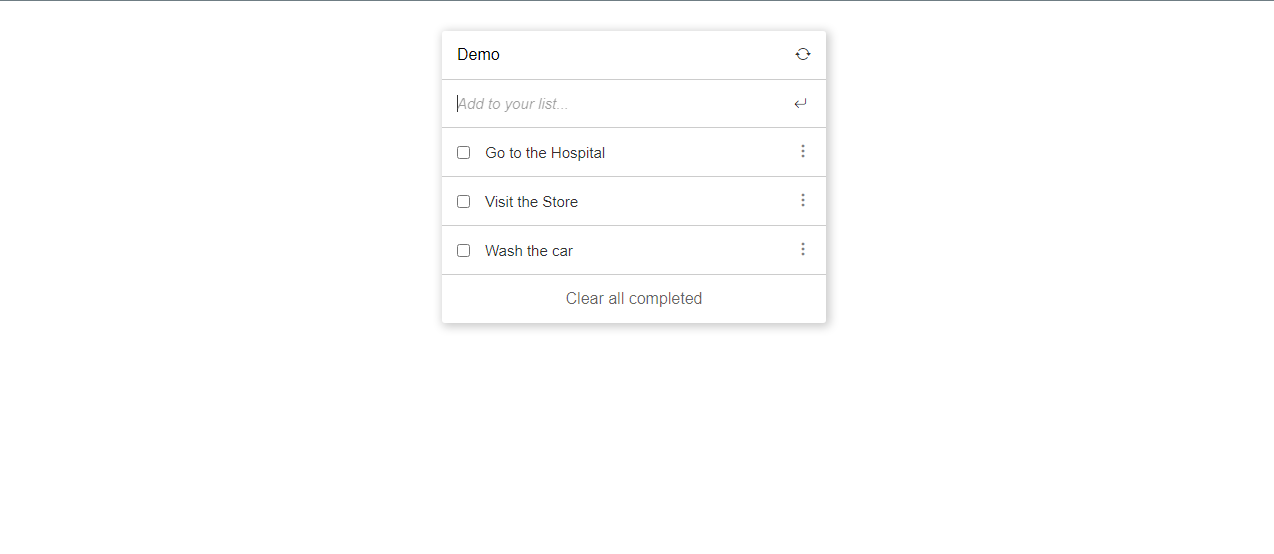 Demo
Add to your list...
Go to the Hospital
Visit the Store
Wash the car
Clear all completed